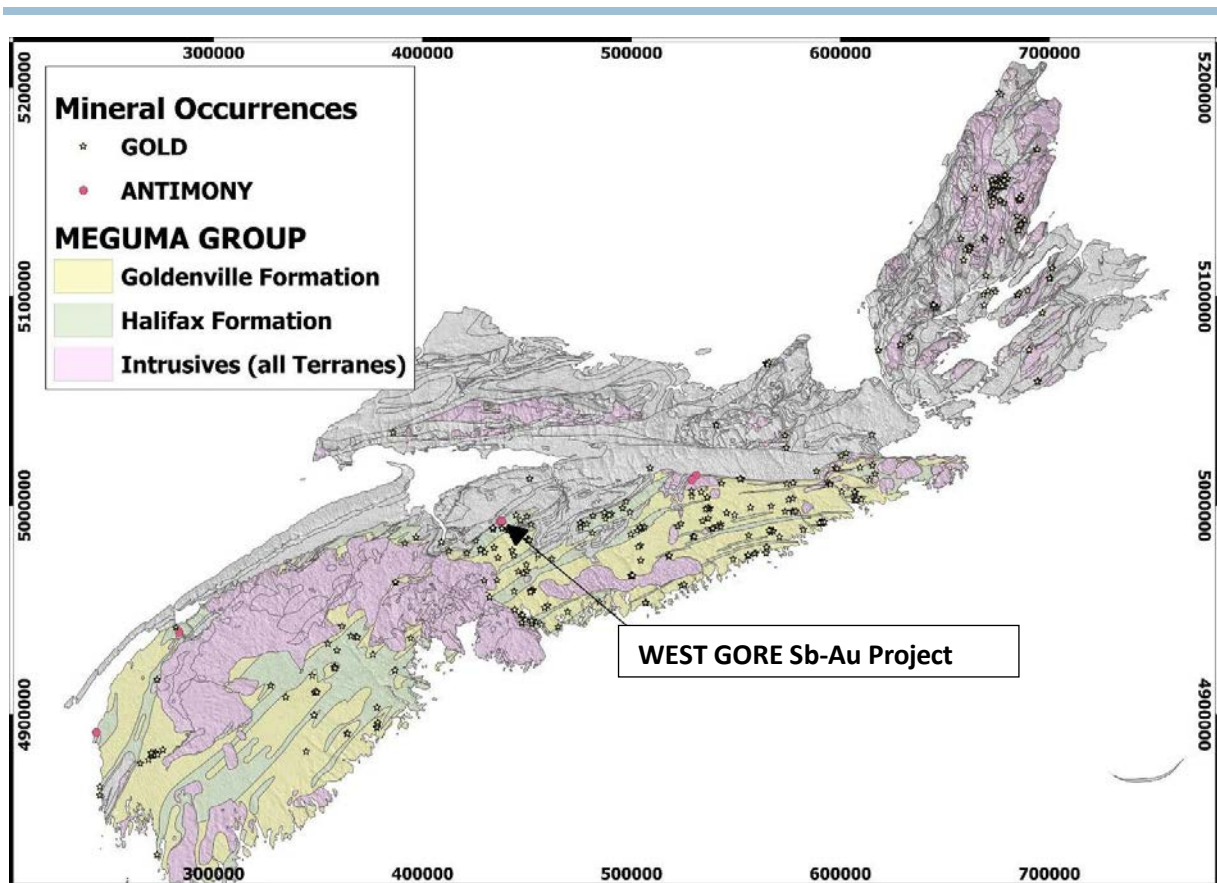 300000 400000 500000 600000 700000
5200000 5200000
Mineral Occurrences
GOLD
ANTIMONY
MEGUMA GROUP
Goldenville Formation
Halifax Formation
Intrusives (all Terranes)
5100000 5100000
5000000 5000000
WEST GORE Sb-Au Project
4900000 4900000
300000 400000 500000 600000 700000